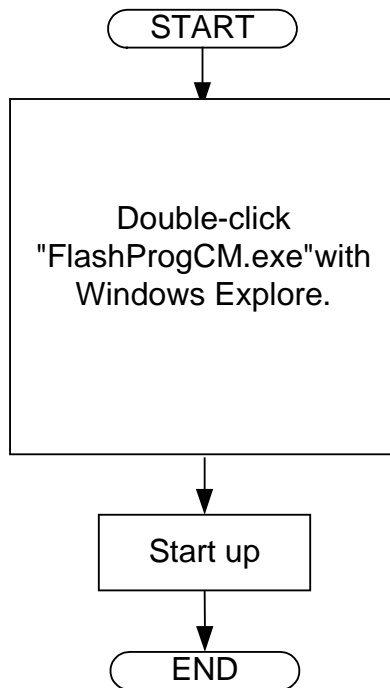 START
Double-click
"FlashProgCM.exe"with
Windows Explore.
Start up
END